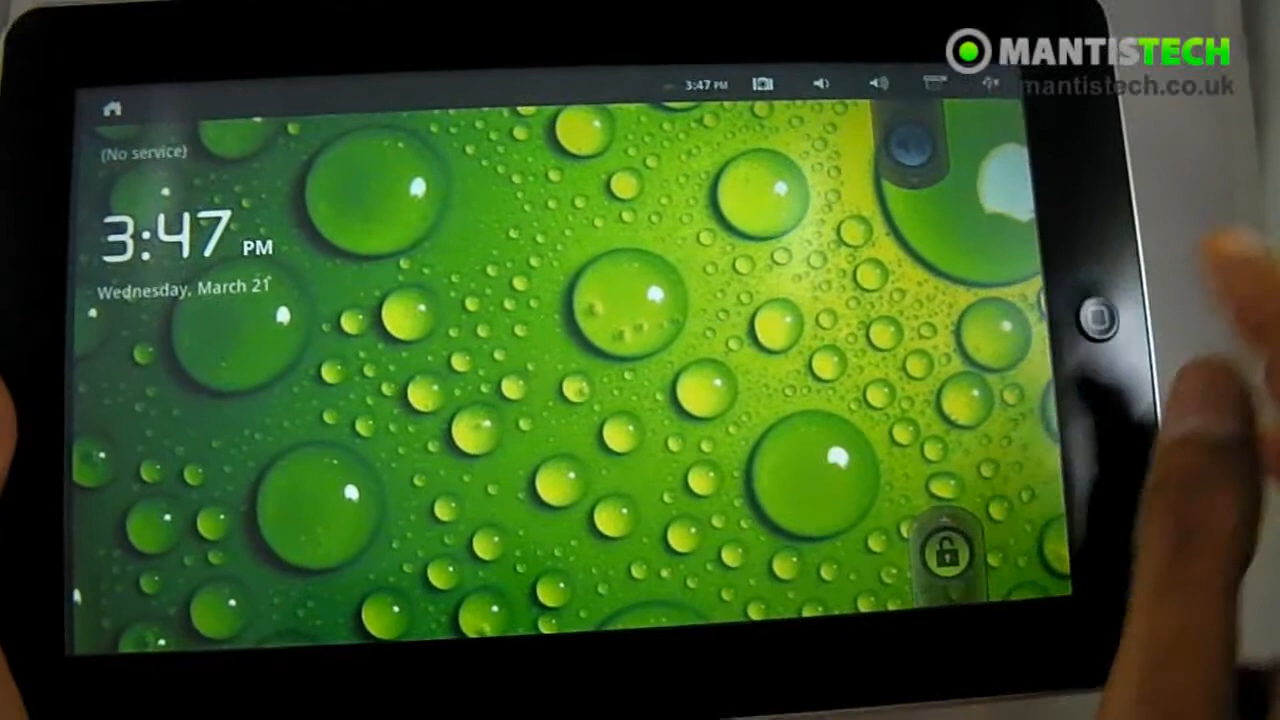 MANTISTECH
mantistech.co.uk
3:47 PM
(No service)
3:47 PM
Wednesday, March 21